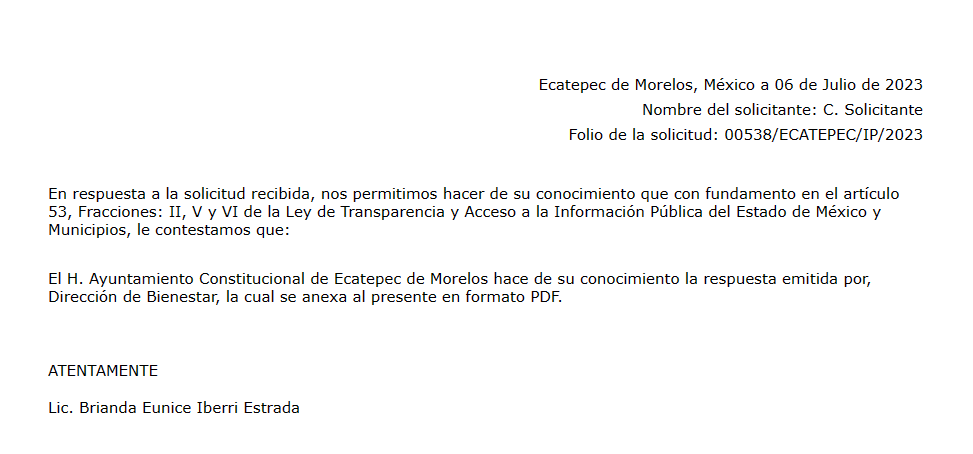 Ecatepec de Morelos, México a 06 de Julio de 2023
Nombre del solicitante: C. Solicitante
Folio de la solicitud: 00538/ECATEPEC/IP/2023
En respuesta a la solicitud recibida, nos permitimos hacer de su conocimiento que con fundamento en el artículo
53, Fracciones: II, V y VI de la Ley de Transparencia y Acceso a la Información Pública del Estado de México y
Municipios, le contestamos que:
El H. Ayuntamiento Constitucional de Ecatepec de Morelos hace de su conocimiento la respuesta emitida por,
Dirección de Bienestar, la cual se anexa al presente en formato PDF.
ATENTAMENTE
Lic. Brianda Eunice Iberri Estrada